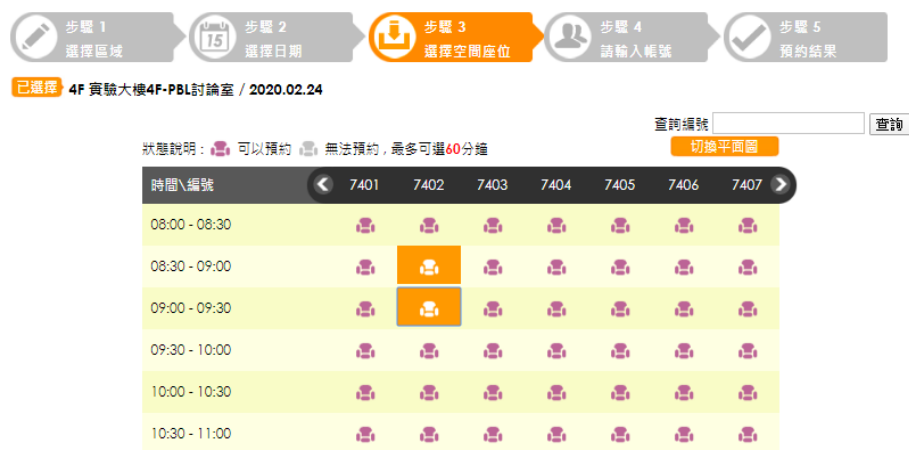 步驟 1
選擇區域
15
步驟 2
選擇日期
步驟 3
選擇空間座位
步驟 4
請輸入帳號
步驟 5
預約結果
已選擇 4F 實驗大樓4F-PBL討論室 / 2020.02.24
查詢編號 查詢
狀態說明 : 可以預約 無法預約 , 最多可選60分鐘 切換平面圖
時間\編號 7401 7402 7403 7404 7405 7406 7407
08:00 - 08:30
08:30 - 09:00
09:00 - 09:30
09:30 - 10:00
10:00 - 10:30
10:30 - 11:00